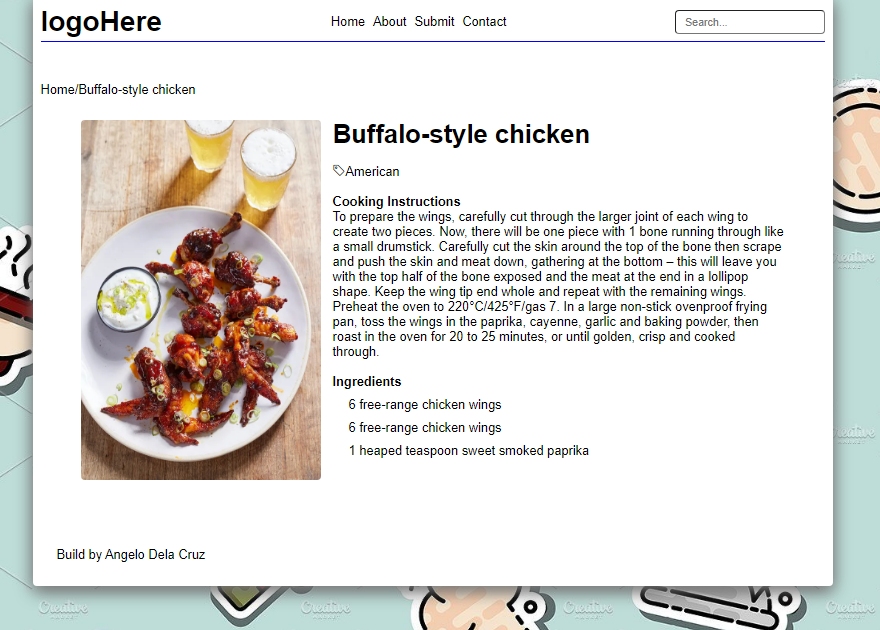 logoHere
Home About Submit Contact
Search...
Home/Buffalo-style chicken
Buffalo-style chicken
American
Cooking Instructions
To prepare the wings, carefully cut through the larger joint of each wing to
create two pieces. Now, there will be one piece with 1 bone running through like
a small drumstick. Carefully cut the skin around the top of the bone then scrape
and push the skin and meat down, gathering at the bottom – this will leave you
with the top half of the bone exposed and the meat at the end in a lollipop
shape. Keep the wing tip end whole and repeat with the remaining wings.
Preheat the oven to 220°C/425°F/gas 7. In a large non-stick ovenproof frying
pan, toss the wings in the paprika, cayenne, garlic and baking powder, then
roast in the oven for 20 to 25 minutes, or until golden, crisp and cooked
through.
Ingredients
6 free-range chicken wings
6 free-range chicken wings
1 heaped teaspoon sweet smoked paprika
Build by Angelo Dela Cruz
Creative
MARKET
Creative
MARKET
Creative
MARKET
Creative
MARKET
Creative
MARKET
Creative
MARKET
Creative
MARKET